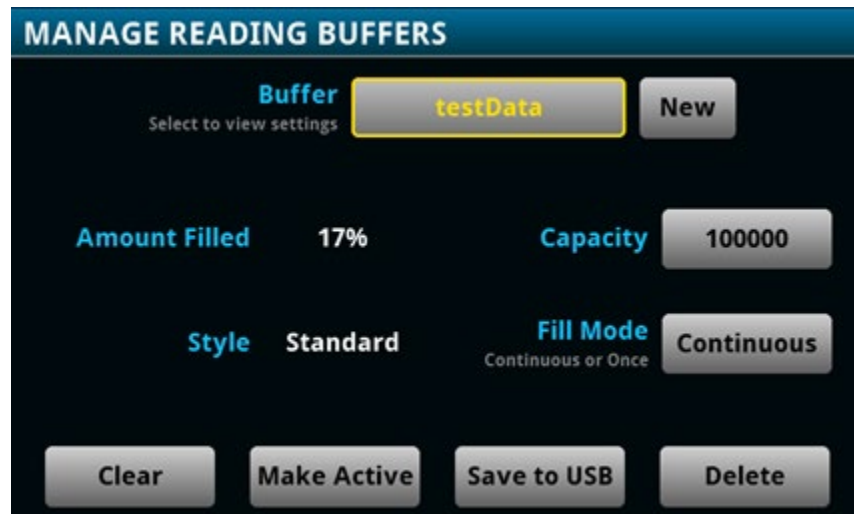 MANAGE READING BUFFERS
Buffer
Select to view settings
testData
New
Amount Filled
17%
Capacity
100000
Style
Standard
Fill Mode
Continuous or Once
Continuous
Clear
Make Active
Save to USB
Delete